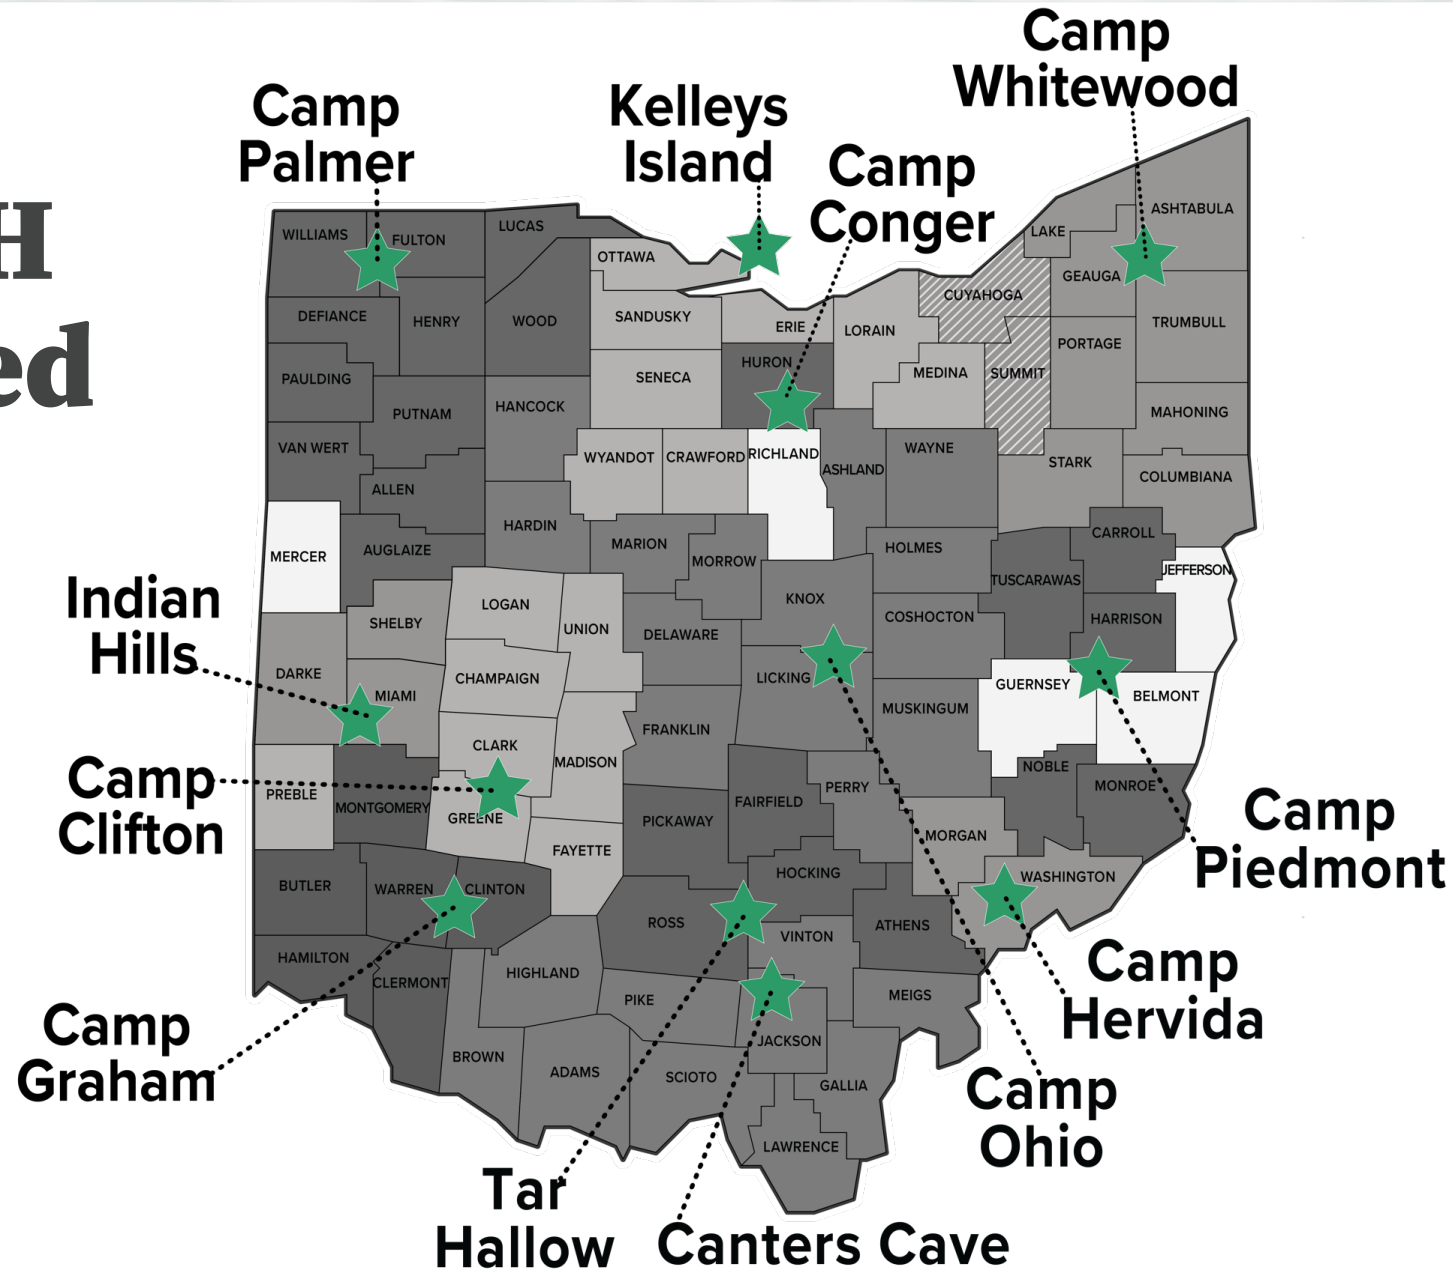 H
ed
Camp
Whitewood
Camp
Palmer
Kelleys
Island
Camp
Conger
WILLIAMS
FULTON
LUCAS
OTTAWA
LAKE
ASHTABULA
GEAUGA
CUYAHOGA
DEFIANCE
HENRY
WOOD
SANDUSKY
ERIE
LORAIN
TRUMBULL
PORTAGE
HURON
MEDINA
SUMMIT
PAULDING
SENECA
PUTNAM
HANCOCK
MAHONING
VAN WERT
WYANDOT
CRAWFORD
RICHLAND
ASHLAND
WAYNE
STARK
COLUMBIANA
ALLEN
HARDIN
MARION
MERCER
AUGLAIZE
MORROW
HOLMES
CARROLL
TUSCARAWAS
JEFFERSON
Indian
Hills
LOGAN
SHELBY
UNION
KNOX
DELAWARE
COSHOCTON
HARRISON
DARKE
CHAMPAIGN
LICKING
GUERNSEY
BELMONT
MIAMI
MUSKINGUM
FRANKLIN
CLARK
MADISON
Camp
Clifton
PREBLE
MONTGOMERY
GREENE
FAIRFIELD
PERRY
NOBLE
MONROE
PICKAWAY
MORGAN
Camp
Piedmont
FAYETTE
BUTLER
WARREN
CLINTON
HOCKING
WASHINGTON
ROSS
VINTON
ATHENS
HAMILTON
CLERMONT
HIGHLAND
PIKE
MEIGS
Camp
Hervida
Camp
Graham
BROWN
ADAMS
SCIOTO
JACKSON
GALLIA
LAWRENCE
Camp
Ohio
Tar
Hallow
Canters Cave